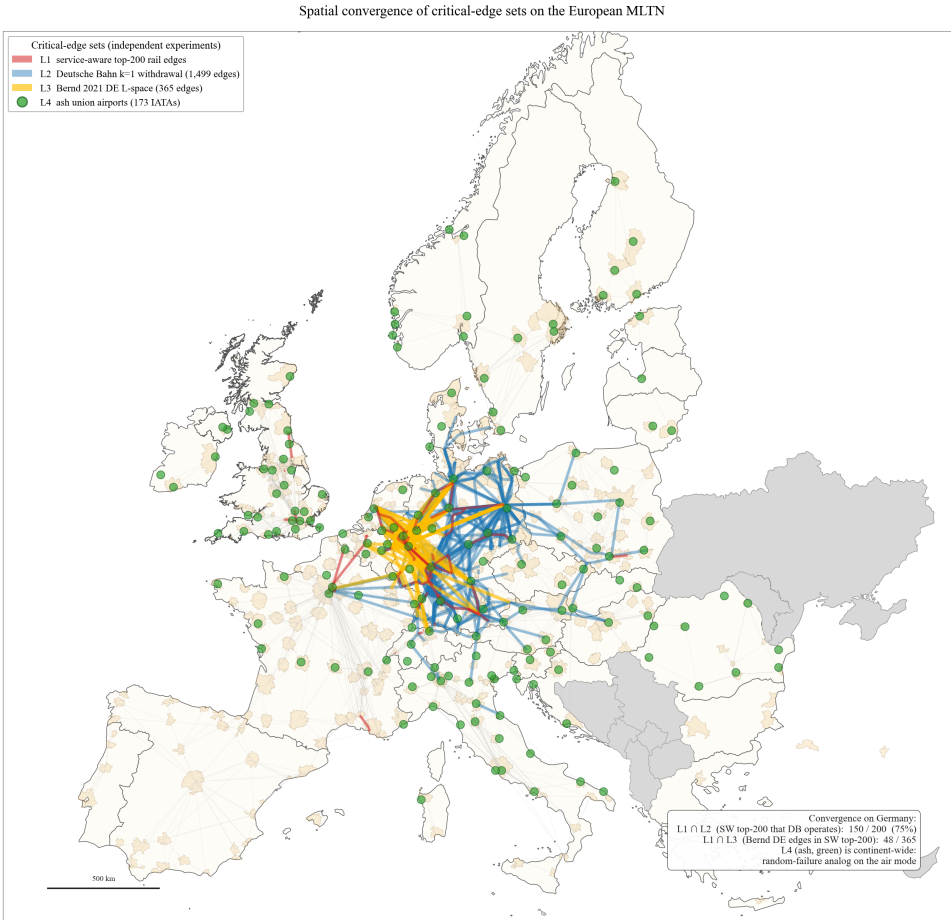 Spatial convergence of critical-edge sets on the European MLTN
Critical-edge sets (independent experiments)
L1 service-aware top-200 rail edges
L2 Deutsche Bahn k=1 withdrawal (1,499 edges)
L3 Bernd 2021 DE L-space (365 edges)
L4 ash union airports (173 IATAs)
Convergence on Germany:
L1 ∩ L2 (SW top-200 that DB operates): 150 / 200 (75%)
L1 ∩ L3 (Bernd DE edges in SW top-200): 48 / 365
L4 (ash, green) is continent-wide:
random-failure analog on the air mode
500 km